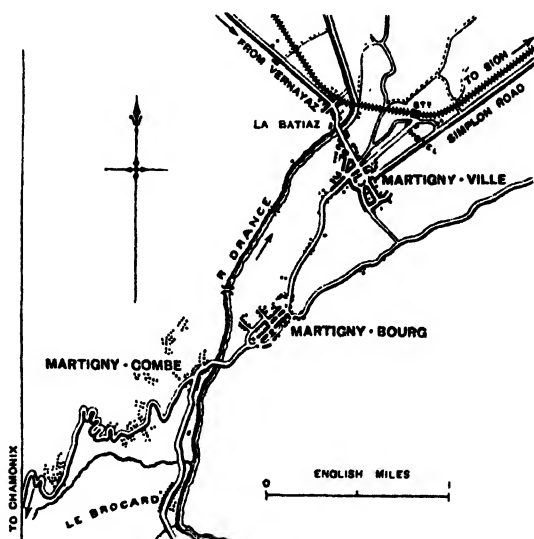 FROM VERNAYAZ
TO SION
STN
SIMPLON ROAD
LA BATIAZ
MARTIGNY-VILLE
R DRANCE
MARTIGNY-BOURG
MARTIGNY-COMBE
TO CHAMONIX
LE BROCARD
ENGLISH MILES
0 1